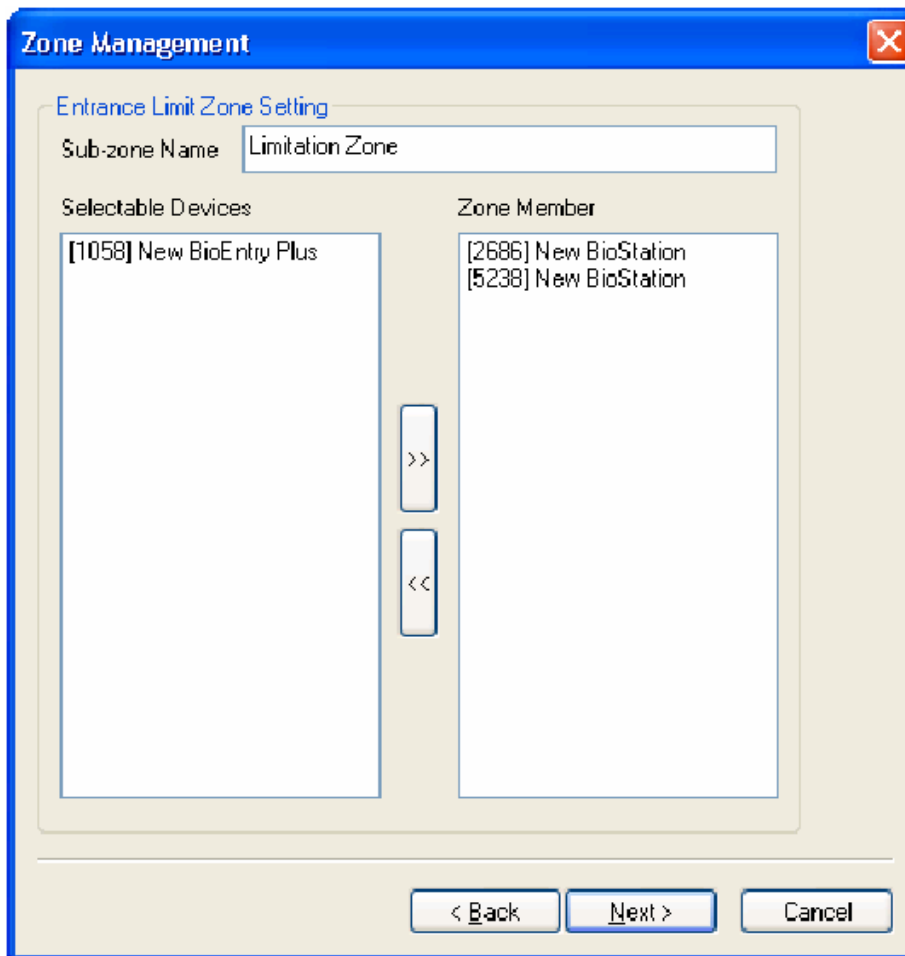 Zone Management
Entrance Limit Zone Setting
Sub-zone Name
Limitation Zone
Selectable Devices
Zone Member
[1058] New BioEntry Plus
[2686] New BioStation
[5238] New BioStation
>>
<<
< Back
Next >
Cancel